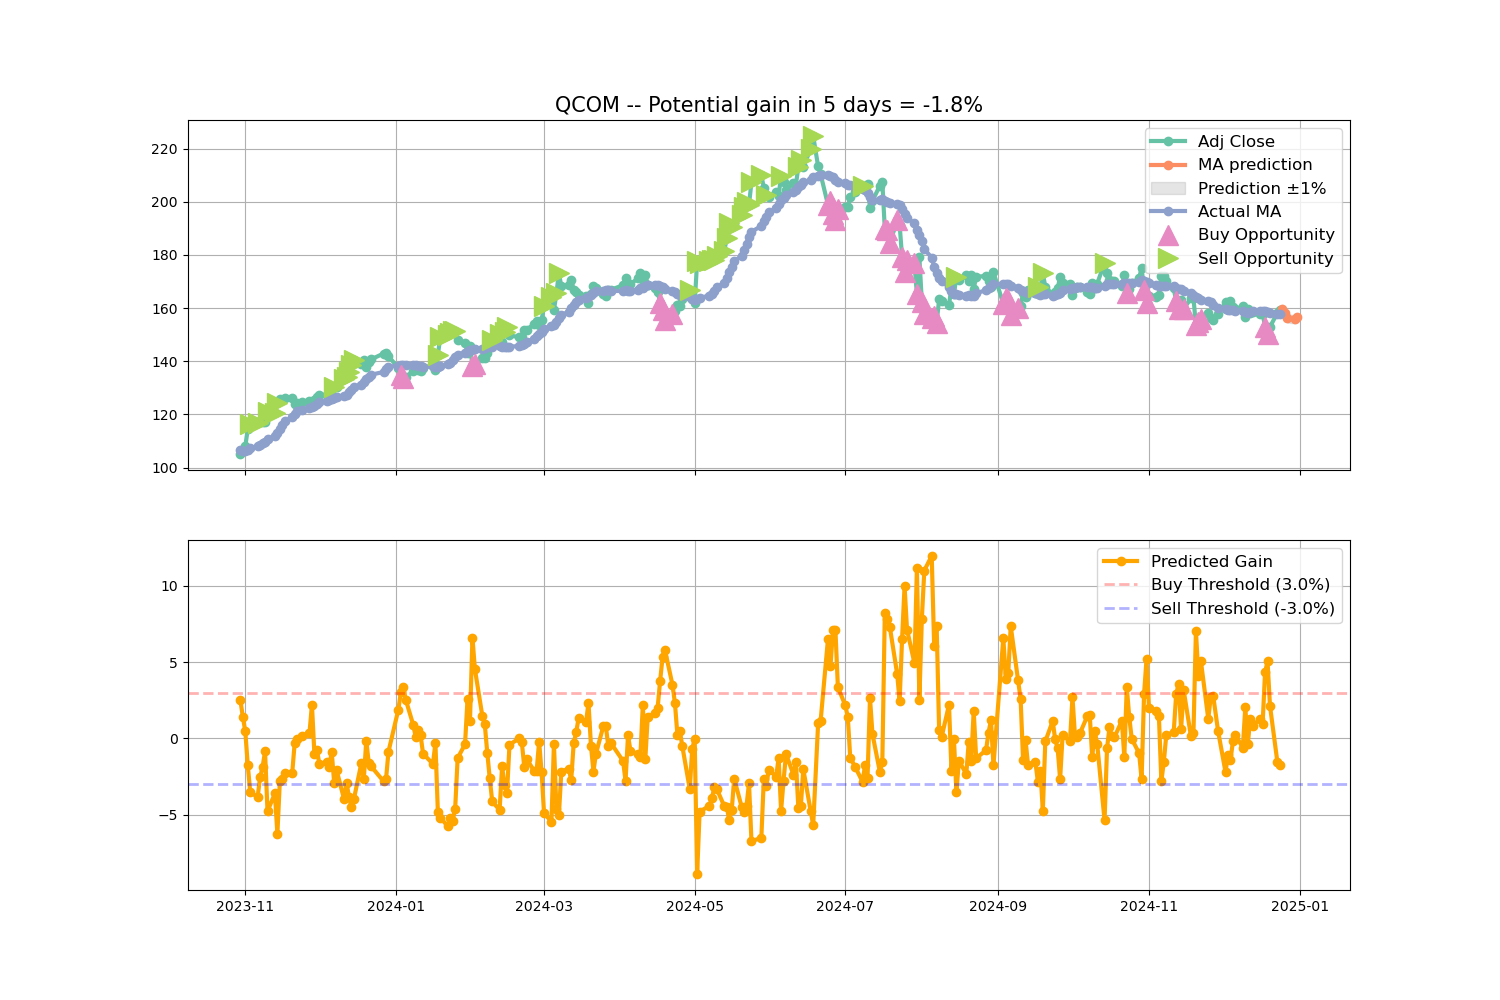 QCOM -- Potential gain in 5 days = -1.8%
220
200
180
160
140
120
100
Adj Close
MA prediction
Prediction ±1%
Actual MA
Buy Opportunity
Sell Opportunity
10
5
0
−5
Predicted Gain
Buy Threshold (3.0%)
Sell Threshold (-3.0%)
2023-11
2024-01
2024-03
2024-05
2024-07
2024-09
2024-11
2025-01